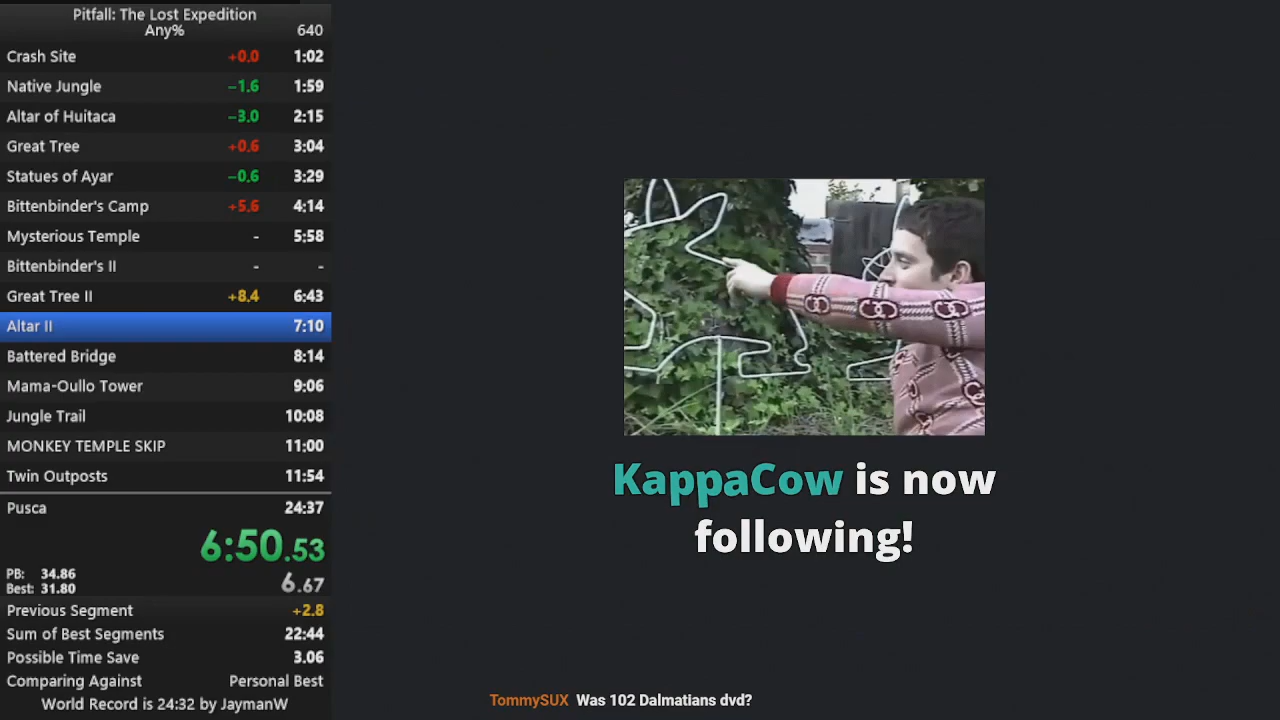 Pitfall: The Lost Expedition
Any% 640
Crash Site +0.0 1:02
Native Jungle −1.6 1:59
Altar of Huitaca −3.0 2:15
Great Tree +0.6 3:04
Statues of Ayar −0.6 3:29
Bittenbinder's Camp +5.6 4:14
Mysterious Temple - 5:58
Bittenbinder's II - -
Great Tree II +8.4 6:43
Altar II 7:10
Battered Bridge 8:14
Mama-Oullo Tower 9:06
Jungle Trail 10:08
MONKEY TEMPLE SKIP 11:00
Twin Outposts 11:54
Pusca 24:37
6:50.53
PB: 34.86
Best: 31.80
6.67
Previous Segment +2.8
Sum of Best Segments 22:44
Possible Time Save 3.06
Comparing Against Personal Best
World Record is 24:32 by JaymanW
KappaCow is now
following!
TommySUX Was 102 Dalmatians dvd?